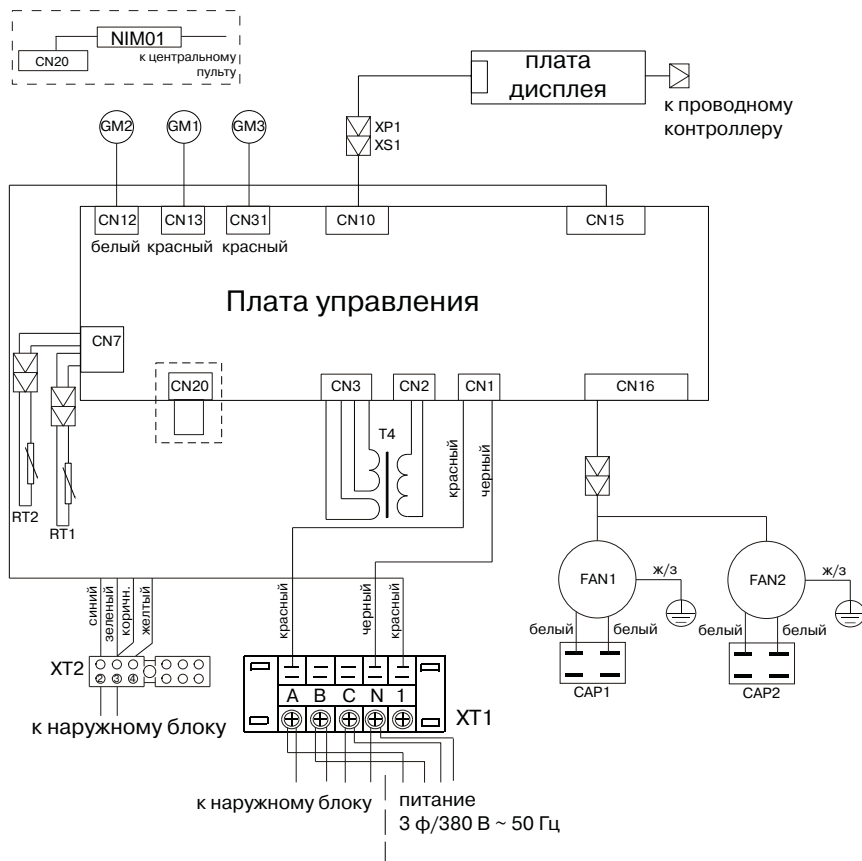 NIM01
CN20
к центральному
пульту
плата
дисплея
к проводному
контроллеру
XP1
XS1
GM2
GM1
GM3
CN12
CN13
CN31
CN10
CN15
белый
красный
красный
Плата управления
CN7
CN20
CN3
CN2
CN1
CN16
T4
красный
черный
RT2
RT1
FAN1
ж/з
FAN2
ж/з
белый
белый
белый
белый
CAP1
CAP2
синий
зеленый
коричн.
желтый
красный
черный
красный
XT2
2
3
4
A
B
C
N
1
XT1
к наружному блоку
к наружному блоку
питание
3 ф/380 В ~ 50 Гц